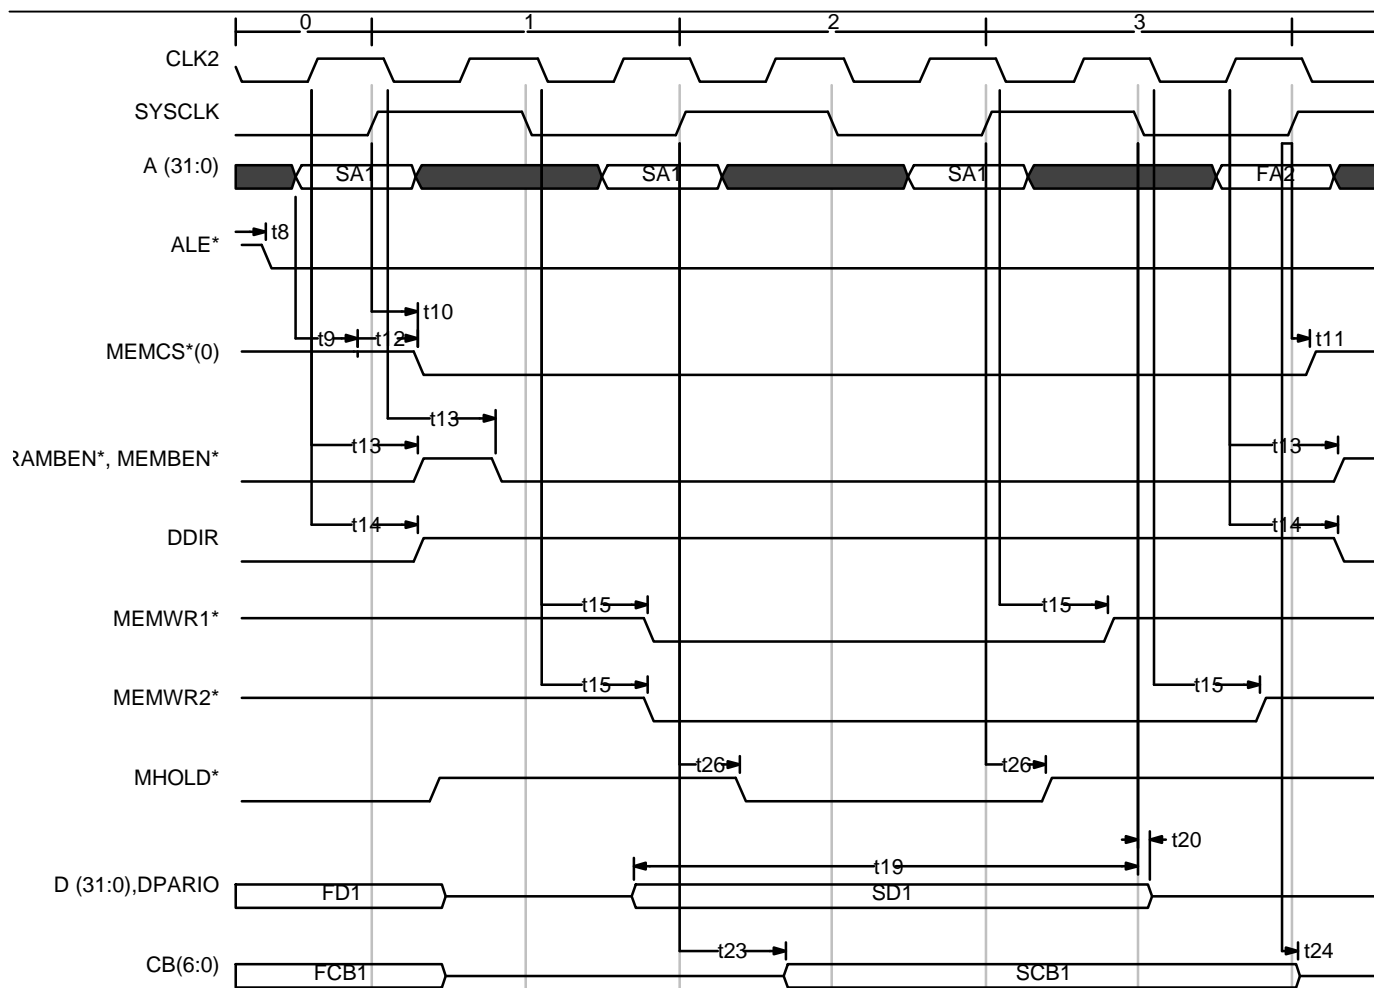 0 1 2 3
CLK2
SYSCLK
A (31:0) SA1 SA1 SA1 FA2
t8
ALE*
t10
t9 t12 t11
MEMCS*(0)
t13
t13 t13
RAMBEN*, MEMBEN*
t14 t14
DDIR
t15 t15
MEMWR1*
t15 t15
MEMWR2*
t26 t26
MHOLD*
t20
t19
D (31:0),DPARIO FD1 SD1
t23 t24
CB(6:0) FCB1 SCB1